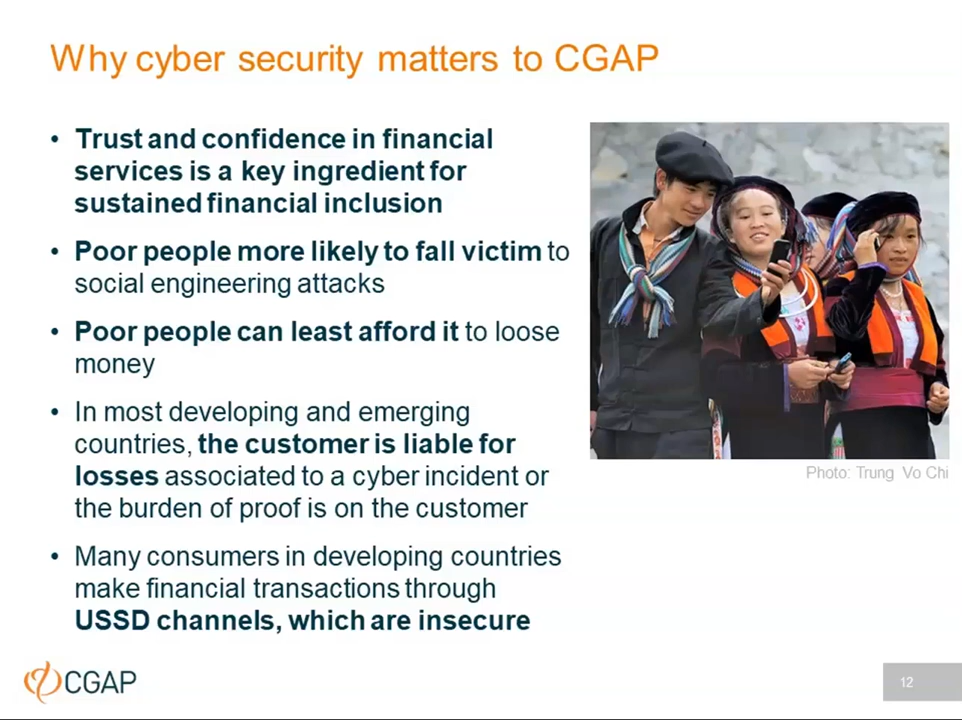 Why cyber security matters to CGAP
• Trust and confidence in financial
services is a key ingredient for
sustained financial inclusion
• Poor people more likely to fall victim to
social engineering attacks
• Poor people can least afford it to loose
money
• In most developing and emerging
countries, the customer is liable for
losses associated to a cyber incident or
the burden of proof is on the customer
• Many consumers in developing countries
make financial transactions through
USSD channels, which are insecure
Photo: Trung Vo Chi
CGAP
12